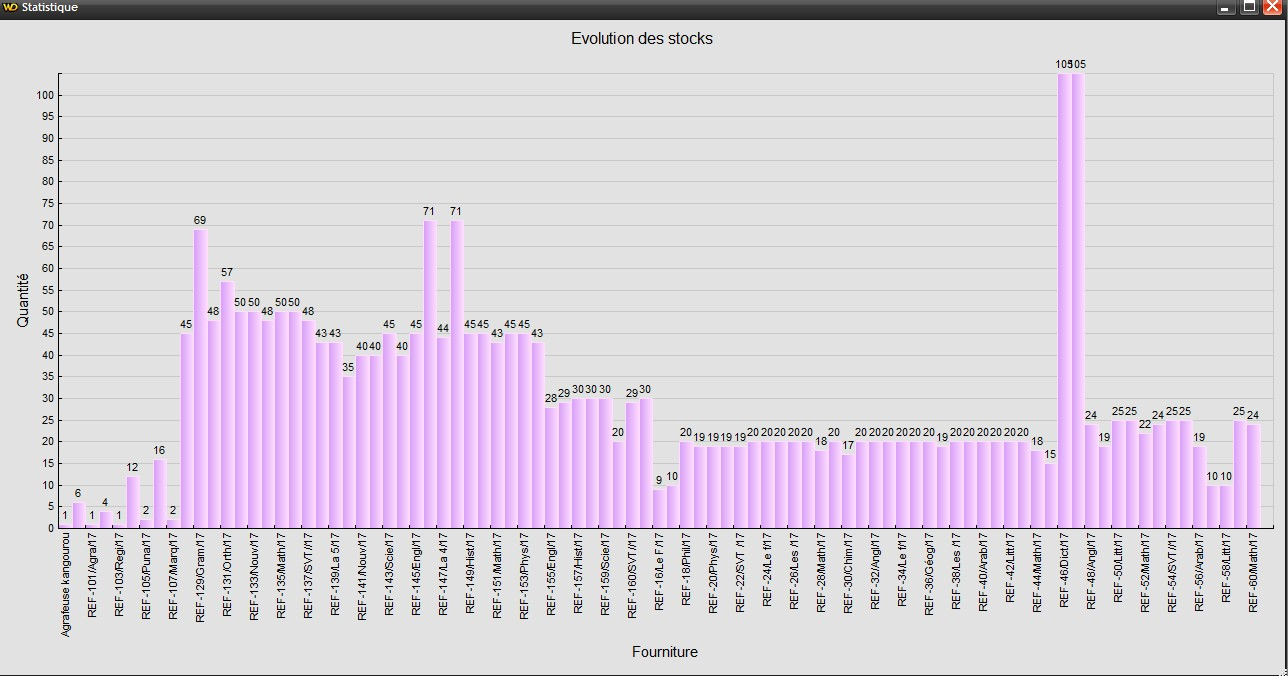 WD Statistique
Evolution des stocks
Quantité
100
95
90
85
80
75
70
65
60
55
50
45
40
35
30
25
20
15
10
5
0
1 6 1 4 1 12 2 16 2 45 69 48 57 50 50 48 50 50 48 43 43 35 40 40 45 40 45 71 44 71 45 45 43 45 45 43 28 29 30 30 30 20 29 30 9 10 20 19 19 19 19 20 20 20 20 20 18 20 17 20 20 20 20 20 20 19 20 20 20 20 20 20 18 15 105 105 24 19 25 25 22 24 25 25 19 10 10 25 24
Agrafeuse kangourou
REF-101/Agra/17
REF-103/Regl/17
REF-105/Puna/17
REF-107/Marq/17
REF-129/Gram/17
REF-131/Orth/17
REF-133/Nouv/17
REF-135/Math/17
REF-137/SVT//17
REF-139/La 5/17
REF-141/Nouv/17
REF-143/Scie/17
REF-145/Engl/17
REF-147/La 4/17
REF-149/Hist/17
REF-151/Math/17
REF-153/Phys/17
REF-155/Engl/17
REF-157/Hist/17
REF-159/Scie/17
REF-160/SVT//17
REF-16/Le F/17
REF-18/Phil/17
REF-20/Phys/17
REF-22/SVT /17
REF-24/Le f/17
REF-26/Les /17
REF-28/Math/17
REF-30/Chim/17
REF-32/Angl/17
REF-34/Le f/17
REF-36/Géog/17
REF-38/Les /17
REF-40/Arab/17
REF-42/Litt/17
REF-44/Math/17
REF-46/Dict/17
REF-48/Angl/17
REF-50/Litt/17
REF-52/Math/17
REF-54/SVT//17
REF-56/Arab/17
REF-58/Litt/17
REF-60/Math/17
Fourniture